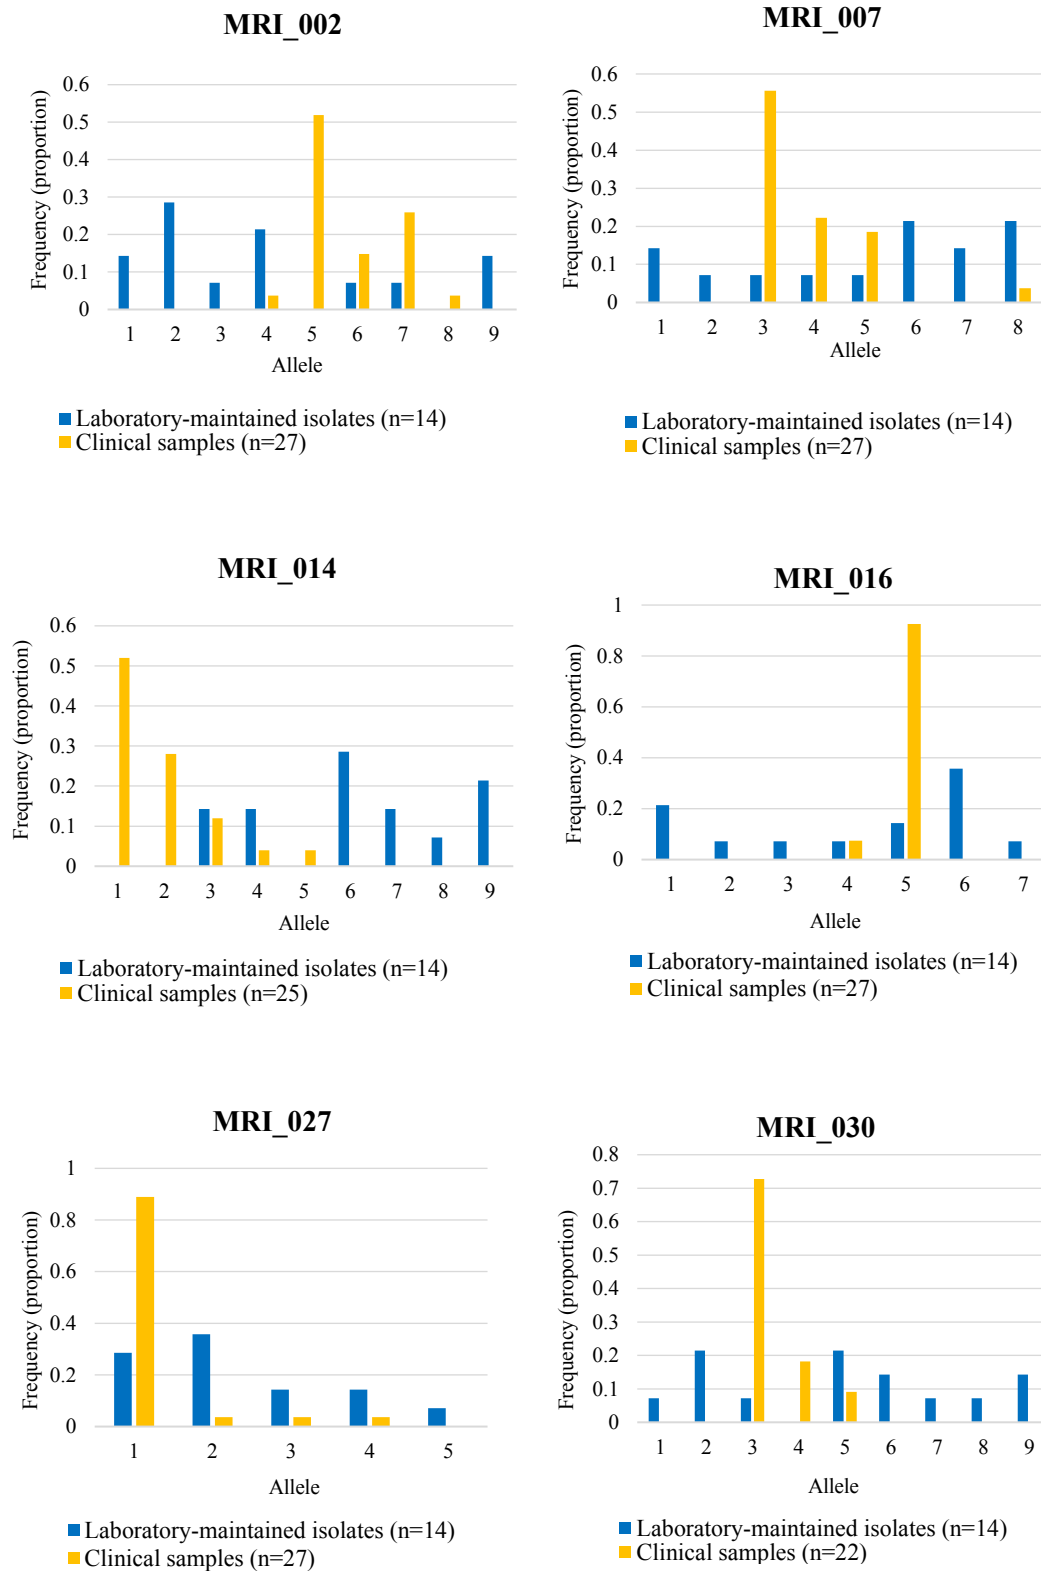 MRI_002
Frequency (proportion)
0.6
0.5
0.4
0.3
0.2
0.1
0
1 2 3 4 5 6 7 8 9
Allele
Laboratory-maintained isolates (n=14)
Clinical samples (n=27)
MRI_007
Frequency (proportion)
0.6
0.5
0.4
0.3
0.2
0.1
0
1 2 3 4 5 6 7 8
Allele
Laboratory-maintained isolates (n=14)
Clinical samples (n=27)
MRI_014
Frequency (proportion)
0.6
0.5
0.4
0.3
0.2
0.1
0
1 2 3 4 5 6 7 8 9
Allele
Laboratory-maintained isolates (n=14)
Clinical samples (n=25)
MRI_016
Frequency (proportion)
1
0.8
0.6
0.4
0.2
0
1 2 3 4 5 6 7
Allele
Laboratory-maintained isolates (n=14)
Clinical samples (n=27)
MRI_027
Frequency (proportion)
1
0.8
0.6
0.4
0.2
0
1 2 3 4 5
Allele
Laboratory-maintained isolates (n=14)
Clinical samples (n=27)
MRI_030
Frequency (proportion)
0.8
0.7
0.6
0.5
0.4
0.3
0.2
0.1
0
1 2 3 4 5 6 7 8 9
Allele
Laboratory-maintained isolates (n=14)
Clinical samples (n=22)